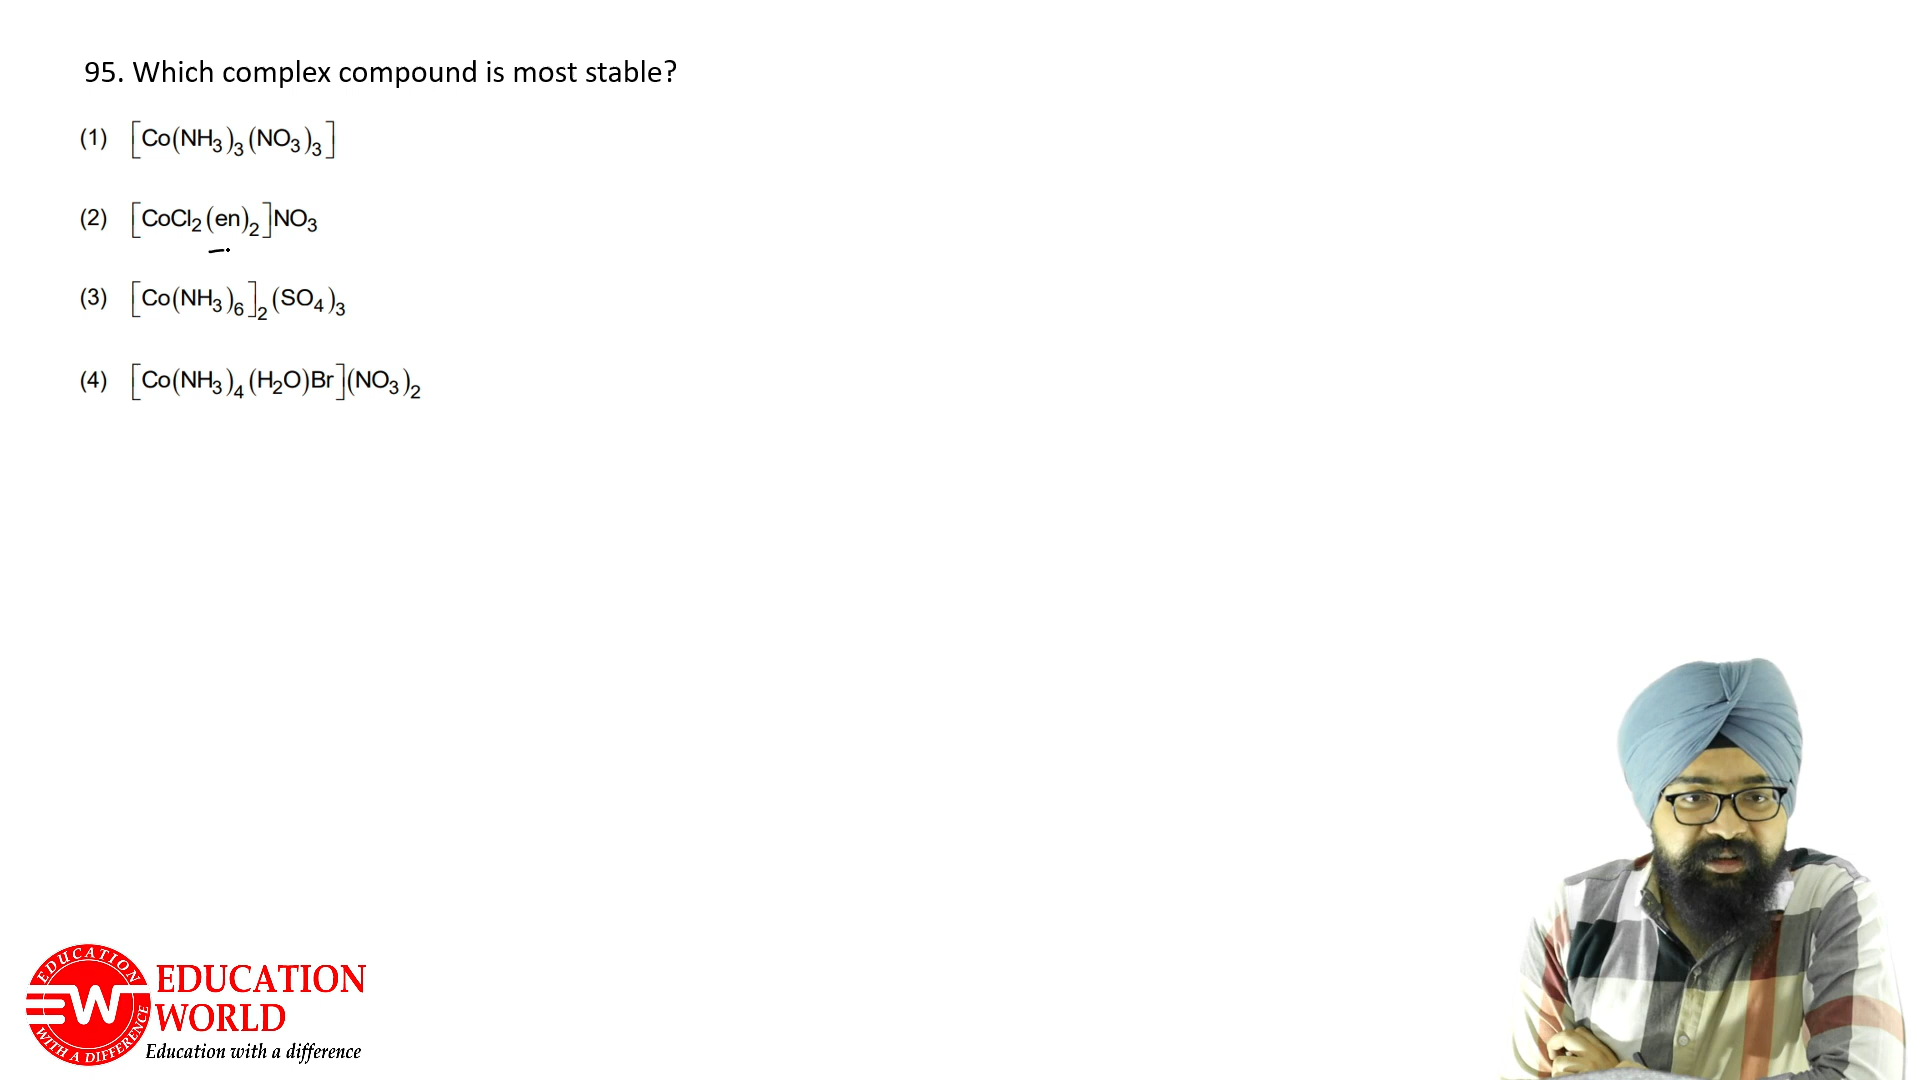 95. Which complex compound is most stable?
(1) [Co(NH₃)₃(NO₃)₃]
(2) [CoCl₂(en)₂]NO₃
(3) [Co(NH₃)₆]₂(SO₄)₃
(4) [Co(NH₃)₄(H₂O)Br](NO₃)₂
EDUCATION
EW
WITH A DIFFERENCE
EDUCATION
WORLD
Education with a difference